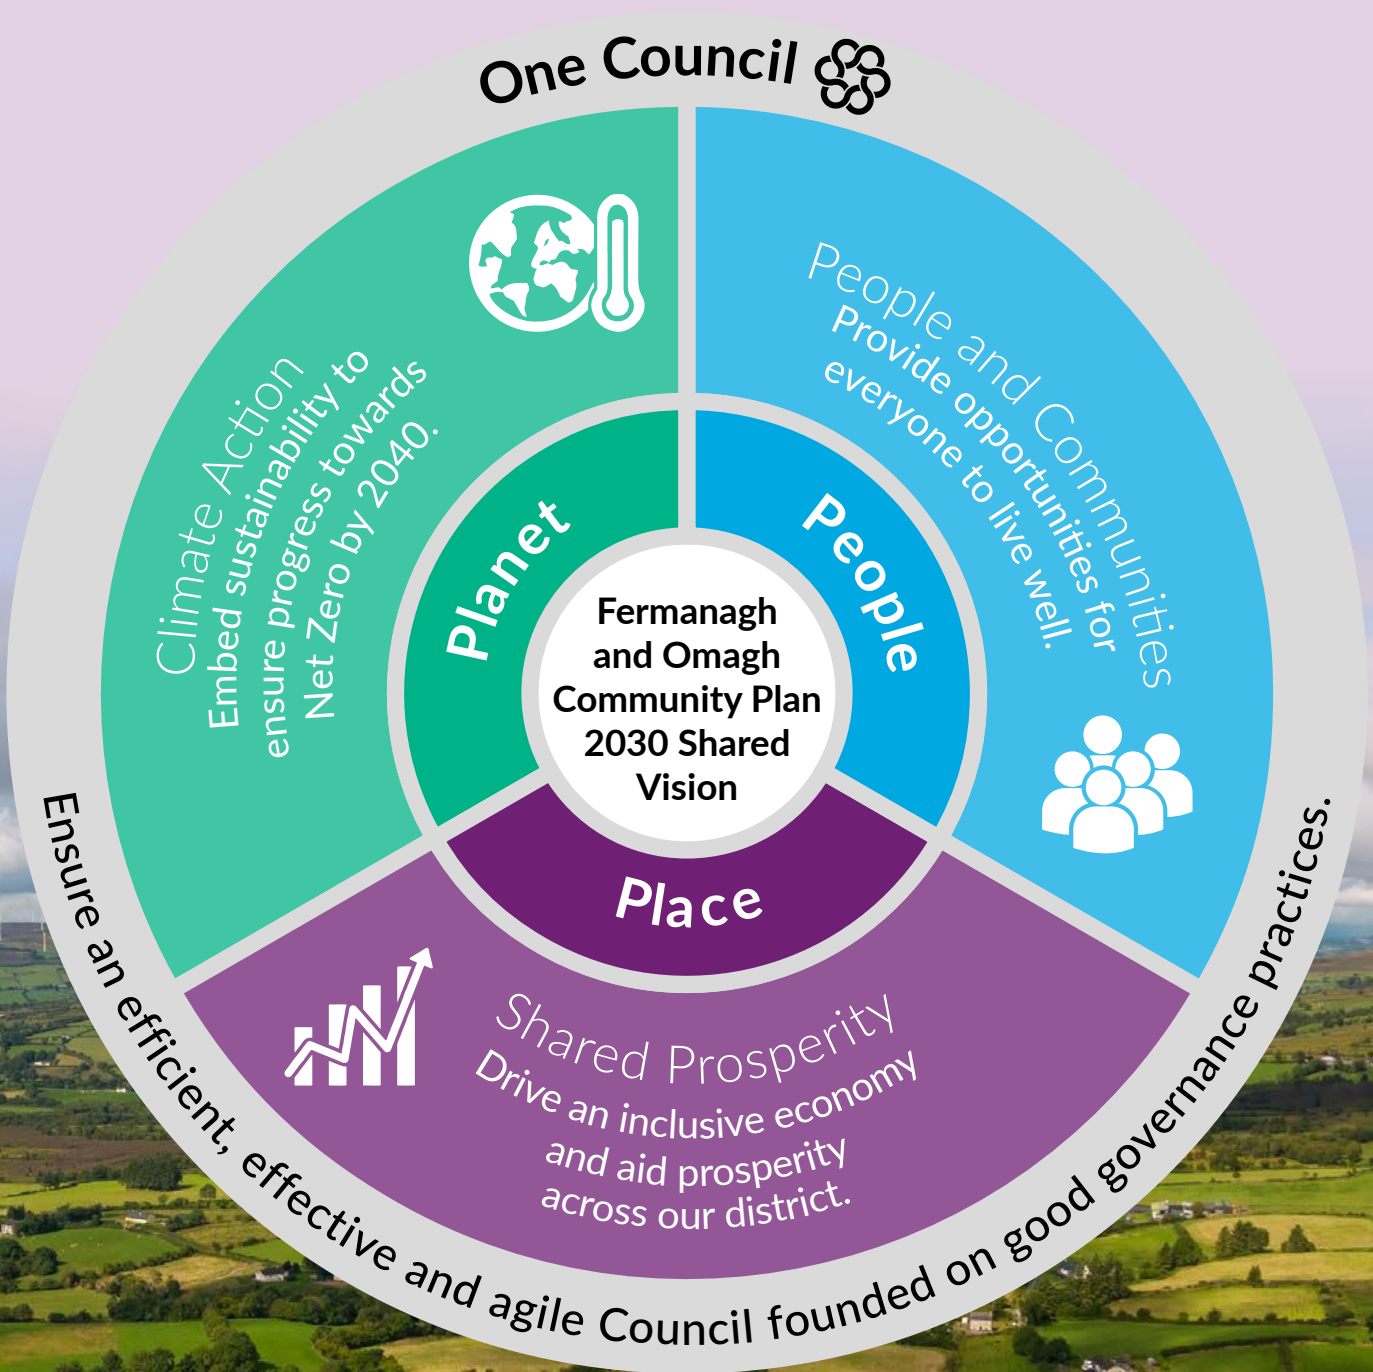 One Council
Climate Action
Embed sustainability to
ensure progress towards
Net Zero by 2040.
People and Communities
Provide opportunities for
everyone to live well.
Planet
People
Fermanagh
and Omagh
Community Plan
2030 Shared
Vision
Place
Shared Prosperity
Drive an inclusive economy
and aid prosperity
across our district.
Ensure an efficient, effective and agile Council founded on good governance practices.